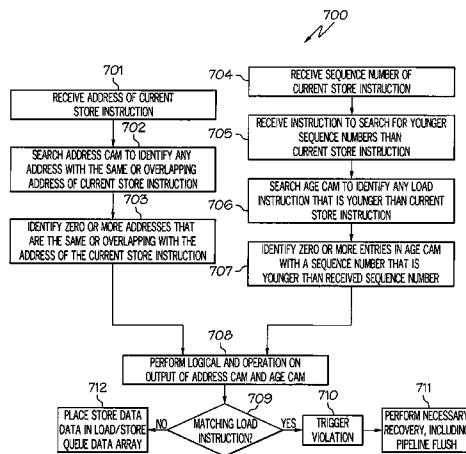 700
701
RECEIVE ADDRESS OF CURRENT
STORE INSTRUCTION
702
SEARCH ADDRESS CAM TO IDENTIFY ANY
ADDRESS WITH THE SAME OR OVERLAPPING
ADDRESS OF CURRENT STORE INSTRUCTION
703
IDENTIFY ZERO OR MORE ADDRESSES THAT
ARE THE SAME OR OVERLAPPING WITH THE
ADDRESS OF THE CURRENT STORE INSTRUCTION
704
RECEIVE SEQUENCE NUMBER OF
CURRENT STORE INSTRUCTION
705
RECEIVE INSTRUCTION TO SEARCH FOR YOUNGER
SEQUENCE NUMBERS THAN
CURRENT STORE INSTRUCTION
706
SEARCH AGE CAM TO IDENTIFY ANY LOAD
INSTRUCTION THAT IS YOUNGER THAN CURRENT
STORE INSTRUCTION
707
IDENTIFY ZERO OR MORE ENTRIES IN AGE CAM
WITH A SEQUENCE NUMBER THAT IS
YOUNGER THAN RECEIVED SEQUENCE NUMBER
708
PERFORM LOGICAL AND OPERATION ON
OUTPUT OF ADDRESS CAM AND AGE CAM
709
MATCHING LOAD
INSTRUCTION?
NO
YES
710
TRIGGER
VIOLATION
711
PERFORM NECESSARY
RECOVERY, INCLUDING
PIPELINE FLUSH
712
PLACE STORE DATA
DATA IN LOAD/STORE
QUEUE DATA ARRAY